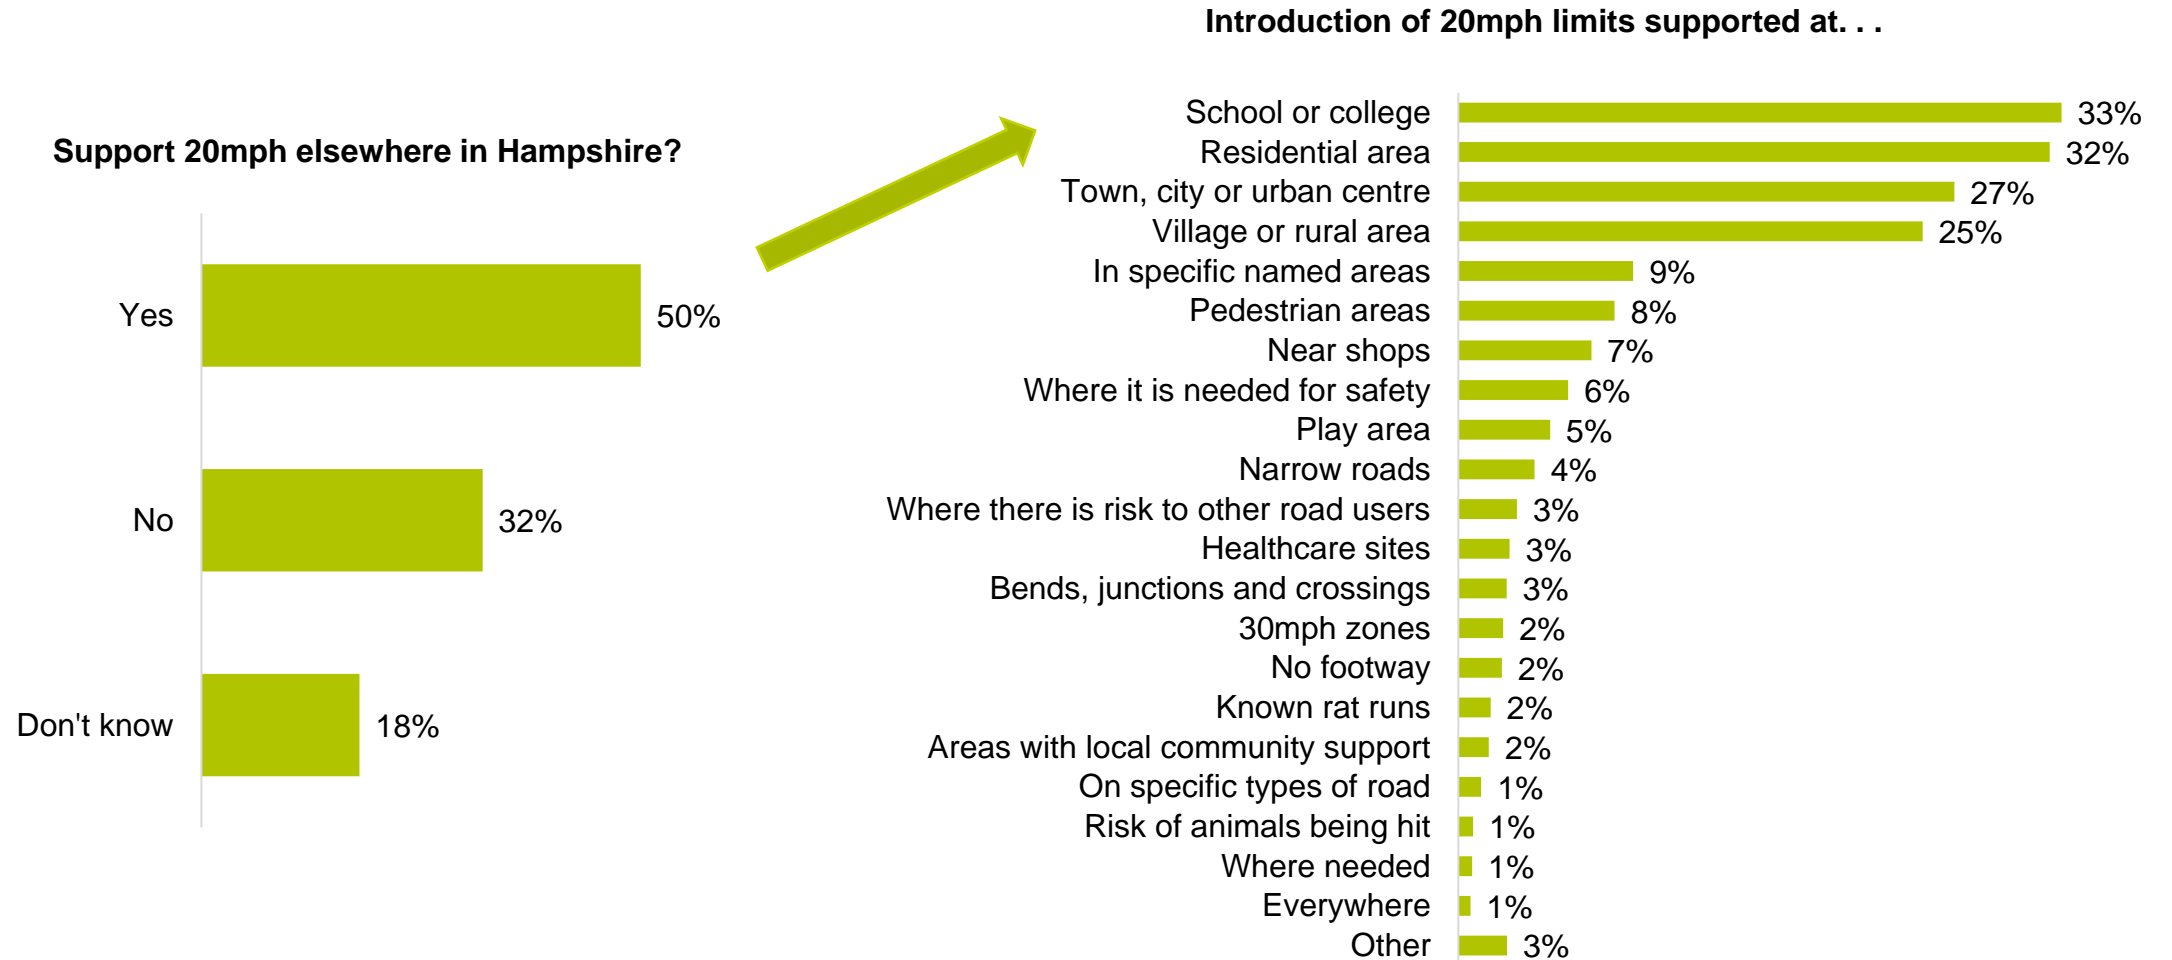 Support 20mph elsewhere in Hampshire?
Yes 50%
No 32%
Don't know 18%
Introduction of 20mph limits supported at. . .
School or college 33%
Residential area 32%
Town, city or urban centre 27%
Village or rural area 25%
In specific named areas 9%
Pedestrian areas 8%
Near shops 7%
Where it is needed for safety 6%
Play area 5%
Narrow roads 4%
Where there is risk to other road users 3%
Healthcare sites 3%
Bends, junctions and crossings 3%
30mph zones 2%
No footway 2%
Known rat runs 2%
Areas with local community support 2%
On specific types of road 1%
Risk of animals being hit 1%
Where needed 1%
Everywhere 1%
Other 3%